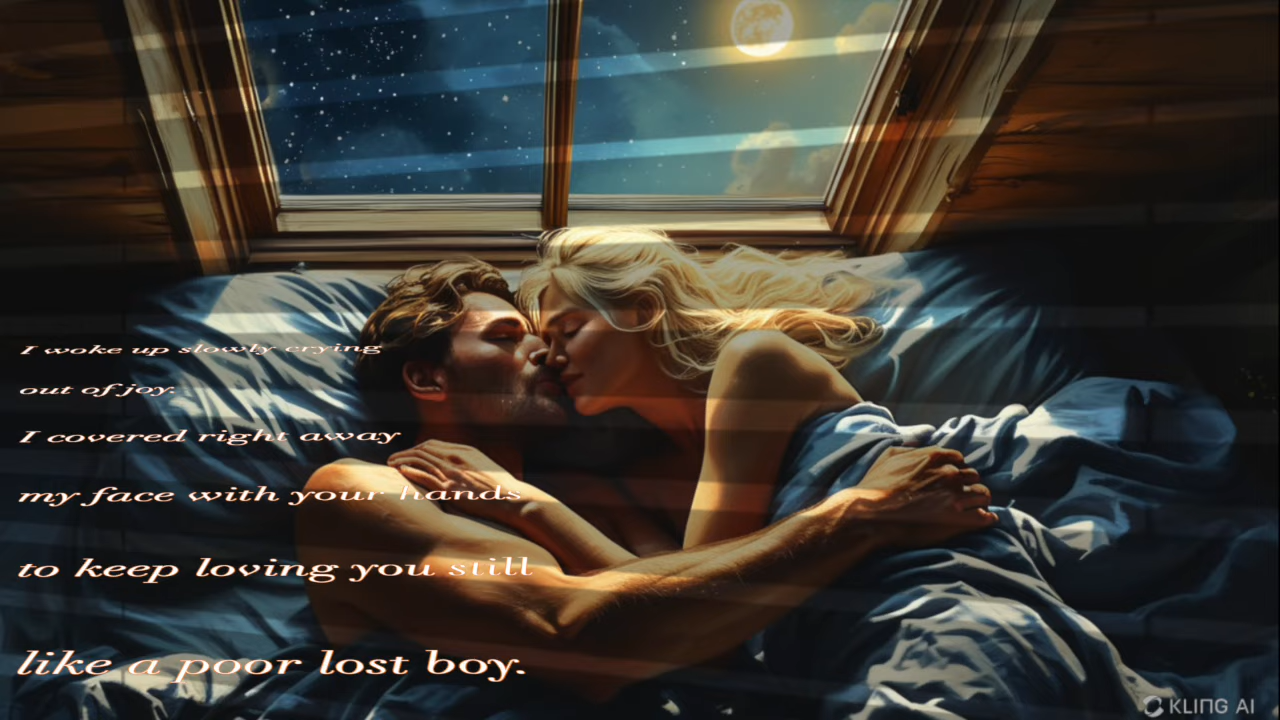 I woke up slowly crying
out of joy.
I covered right away
my face with your hands
to keep loving you still
like a poor lost boy.
KLING AI